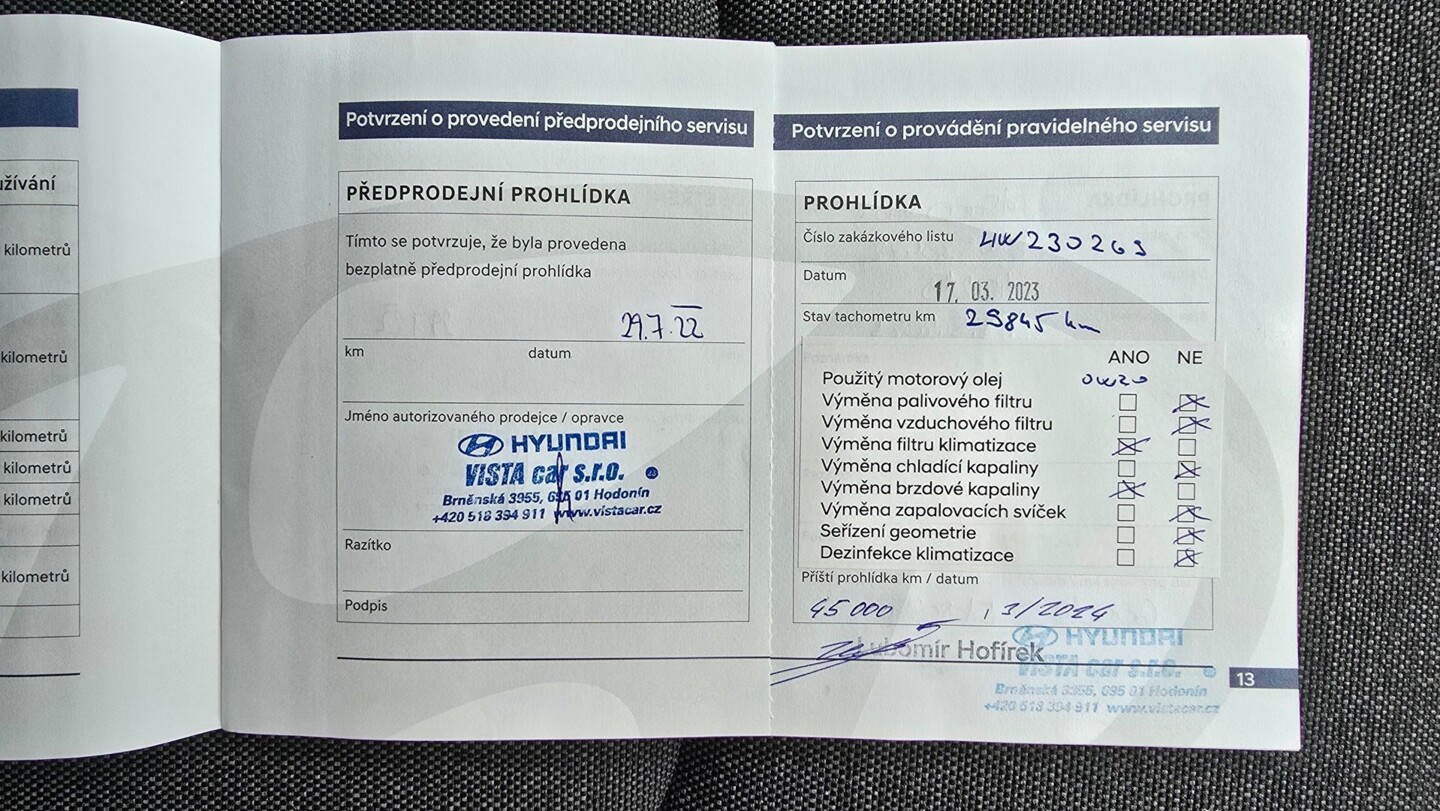 užívání
kilometrů
kilometrů
kilometrů
kilometrů
kilometrů
kilometrů
Potvrzení o provedení předprodejního servisu
PŘEDPRODEJNÍ PROHLÍDKA
Tímto se potvrzuje, že byla provedena
bezplatně předprodejní prohlídka
29.7.22
km datum
Jméno autorizovaného prodejce / opravce
HYUNDAI
VISTA car s.r.o.
Brněnská 3955, 695 01 Hodonín
+420 518 394 911 www.vistacar.cz
Razítko
Podpis
Potvrzení o provádění pravidelného servisu
PROHLÍDKA
Číslo zakázkového listu HW230269
Datum 17. 03. 2023
Stav tachometru km 29845 km
ANO NE
Použitý motorový olej 0W20
Výměna palivového filtru
Výměna vzduchového filtru
Výměna filtru klimatizace
Výměna chladící kapaliny
Výměna brzdové kapaliny
Výměna zapalovacích svíček
Seřízení geometrie
Dezinfekce klimatizace
Příští prohlídka km / datum
45 000 , 3/2024
Lubomír Hofírek
HYUNDAI
VISTA car s.r.o.
Brněnská 3955, 695 01 Hodonín
+420 518 394 911 www.vistacar.cz
13